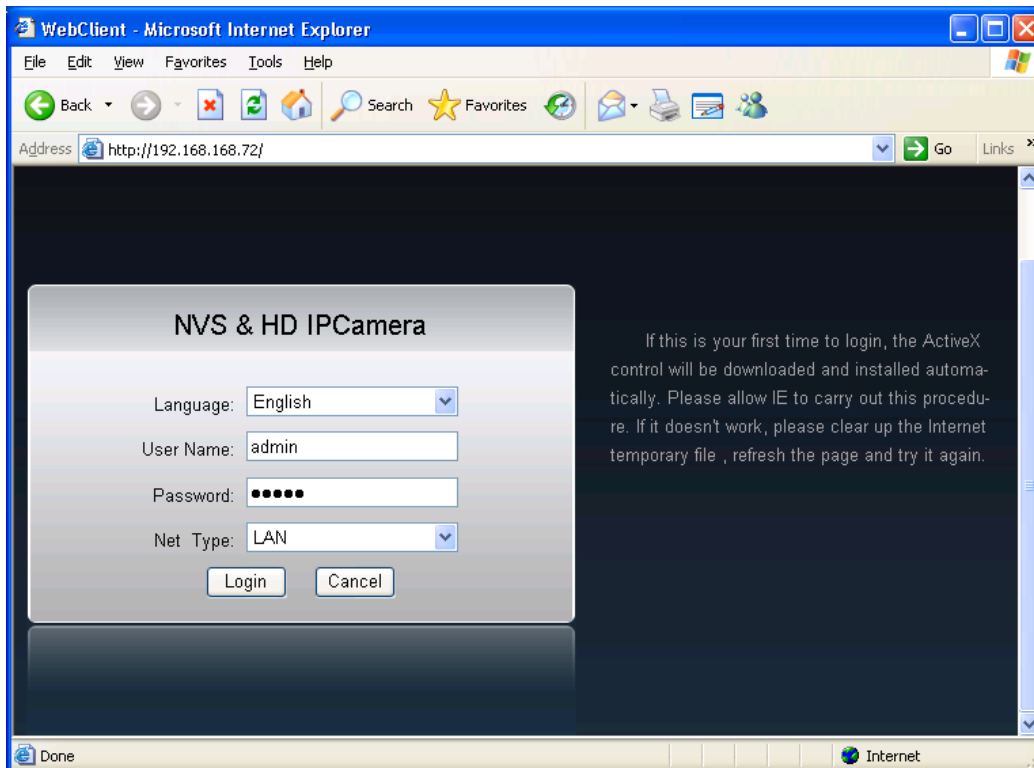 WebClient - Microsoft Internet Explorer
File Edit View Favorites Tools Help
Back Search Favorites
Address http://192.168.168.72/ Go Links »
NVS & HD IPCamera
Language: English
User Name: admin
Password: •••••
Net Type: LAN
Login Cancel
If this is your first time to login, the ActiveX
control will be downloaded and installed automa-
tically. Please allow IE to carry out this procedu-
re. If it doesn't work, please clear up the Internet
temporary file , refresh the page and try it again.
Done Internet